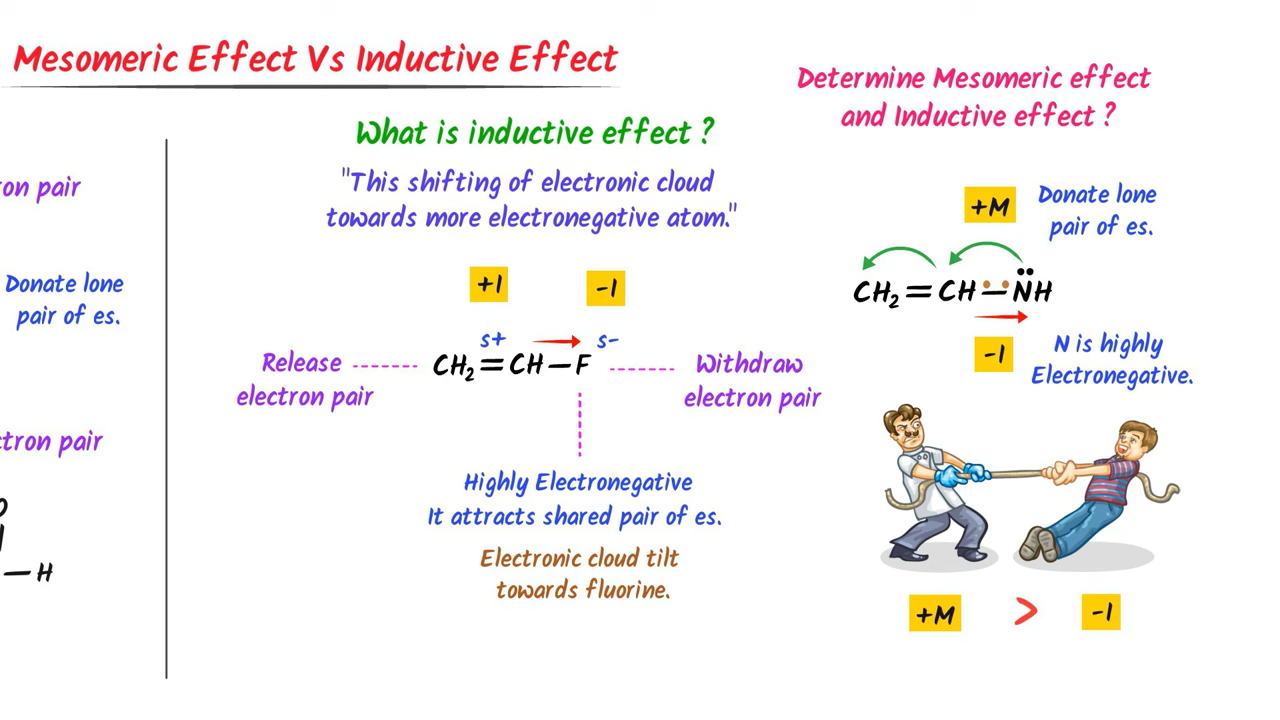 Mesomeric Effect Vs Inductive Effect
ron pair
Donate lone
pair of es.
ctron pair
O
— H
What is inductive effect ?
"This shifting of electronic cloud
towards more electronegative atom."
+I -I
s+ s-
CH₂=CH—F
Release
electron pair
Withdraw
electron pair
Highly Electronegative
It attracts shared pair of es.
Electronic cloud tilt
towards fluorine.
Determine Mesomeric effect
and Inductive effect ?
+M
Donate lone
pair of es.
CH₂=CH—NH
-I
N is highly
Electronegative.
+M > -I